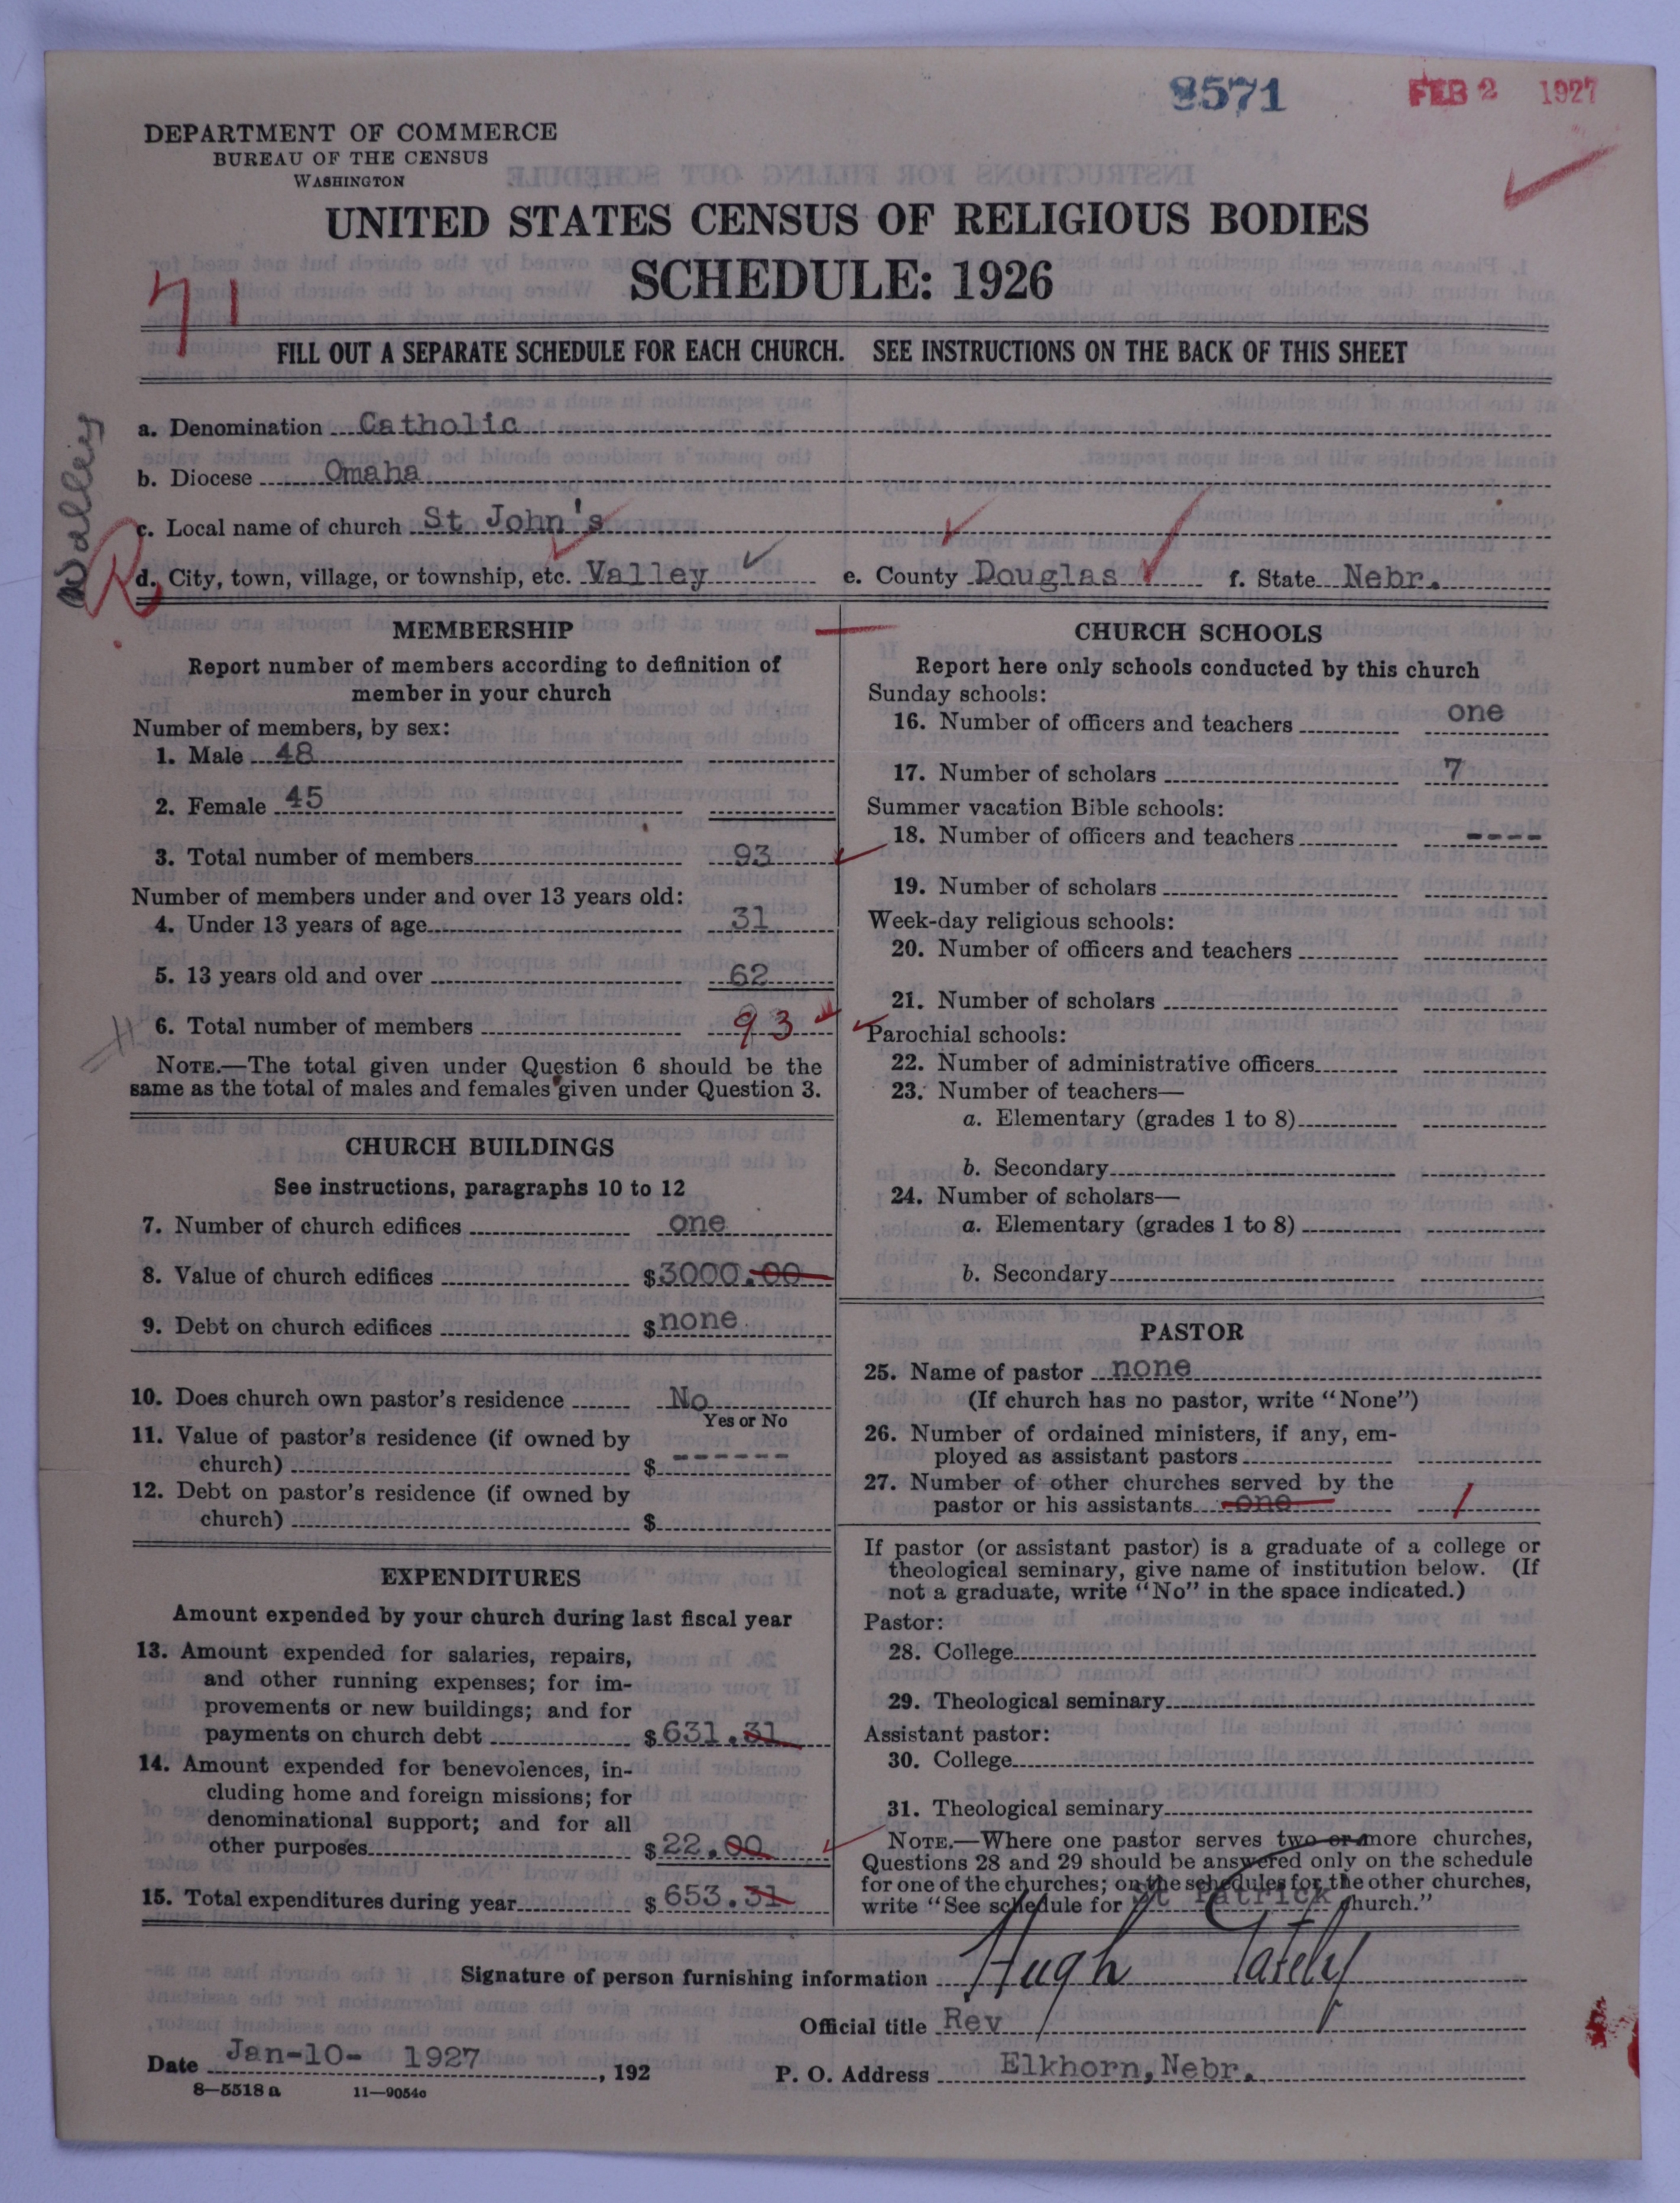 8571
FEB 2 1927
DEPARTMENT OF COMMERCE
BUREAU OF THE CENSUS
WASHINGTON
UNITED STATES CENSUS OF RELIGIOUS BODIES
SCHEDULE: 1926
71
FILL OUT A SEPARATE SCHEDULE FOR EACH CHURCH. SEE INSTRUCTIONS ON THE BACK OF THIS SHEET
a. Denomination Catholic
b. Diocese Omaha
c. Local name of church St John's
d. City, town, village, or township, etc. Valley e. County Douglas f. State Nebr.
MEMBERSHIP
Report number of members according to definition of
member in your church
Number of members, by sex:
1. Male 48
2. Female 45
3. Total number of members 93
Number of members under and over 13 years old:
4. Under 13 years of age 31
5. 13 years old and over 62
6. Total number of members 93
NOTE.—The total given under Question 6 should be the
same as the total of males and females given under Question 3.
CHURCH BUILDINGS
See instructions, paragraphs 10 to 12
7. Number of church edifices one
8. Value of church edifices $3000.00
9. Debt on church edifices $none
10. Does church own pastor's residence No
Yes or No
11. Value of pastor's residence (if owned by
church) $ ------
12. Debt on pastor's residence (if owned by
church) $
EXPENDITURES
Amount expended by your church during last fiscal year
13. Amount expended for salaries, repairs,
and other running expenses; for im-
provements or new buildings; and for
payments on church debt $631.31
14. Amount expended for benevolences, in-
cluding home and foreign missions; for
denominational support; and for all
other purposes $22.00
15. Total expenditures during year $653.31
CHURCH SCHOOLS
Report here only schools conducted by this church
Sunday schools:
16. Number of officers and teachers one
17. Number of scholars 7
Summer vacation Bible schools:
18. Number of officers and teachers ----
19. Number of scholars
Week-day religious schools:
20. Number of officers and teachers
21. Number of scholars
Parochial schools:
22. Number of administrative officers
23. Number of teachers—
a. Elementary (grades 1 to 8)
b. Secondary
24. Number of scholars—
a. Elementary (grades 1 to 8)
b. Secondary
PASTOR
25. Name of pastor none
(If church has no pastor, write "None")
26. Number of ordained ministers, if any, em-
ployed as assistant pastors
27. Number of other churches served by the
pastor or his assistants one 1
If pastor (or assistant pastor) is a graduate of a college or
theological seminary, give name of institution below. (If
not a graduate, write "No" in the space indicated.)
Pastor:
28. College
29. Theological seminary
Assistant pastor:
30. College
31. Theological seminary
NOTE.—Where one pastor serves two or more churches,
Questions 28 and 29 should be answered only on the schedule
for one of the churches; on the schedules for the other churches,
write "See schedule for St Patrick church."
Signature of person furnishing information Hugh Gately
Official title Rev
Date Jan-10- 1927, 192 P. O. Address Elkhorn, Nebr.
8—5518 a 11—9054c